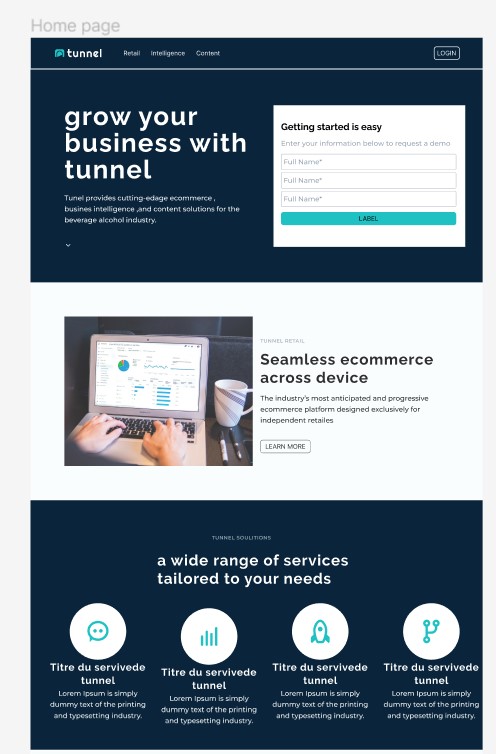 Home page
tunnel
Retail Intelligence Content
LOGIN
grow your
business with
tunnel
Tunel provides cutting-edage ecommerce ,
busines intelligence ,and content solutions for the
beverage alcohol industry.
Getting started is easy
Enter your information below to request a demo
Full Name*
Full Name*
Full Name*
LABEL
TUNNEL RETAIL
Seamless ecommerce
across device
The industry's most anticipated and progressive
ecommerce platform designed exclusively for
independent retailes
LEARN MORE
TUNNEL SOULITIONS
a wide range of services
tailored to your needs
Titre du servivede
tunnel
Lorem Ipsum is simply
dummy text of the printing
and typesetting industry.
Titre du servivede
tunnel
Lorem Ipsum is simply
dummy text of the printing
and typesetting industry.
Titre du servivede
tunnel
Lorem Ipsum is simply
dummy text of the printing
and typesetting industry.
Titre du servivede
tunnel
Lorem Ipsum is simply
dummy text of the printing
and typesetting industry.